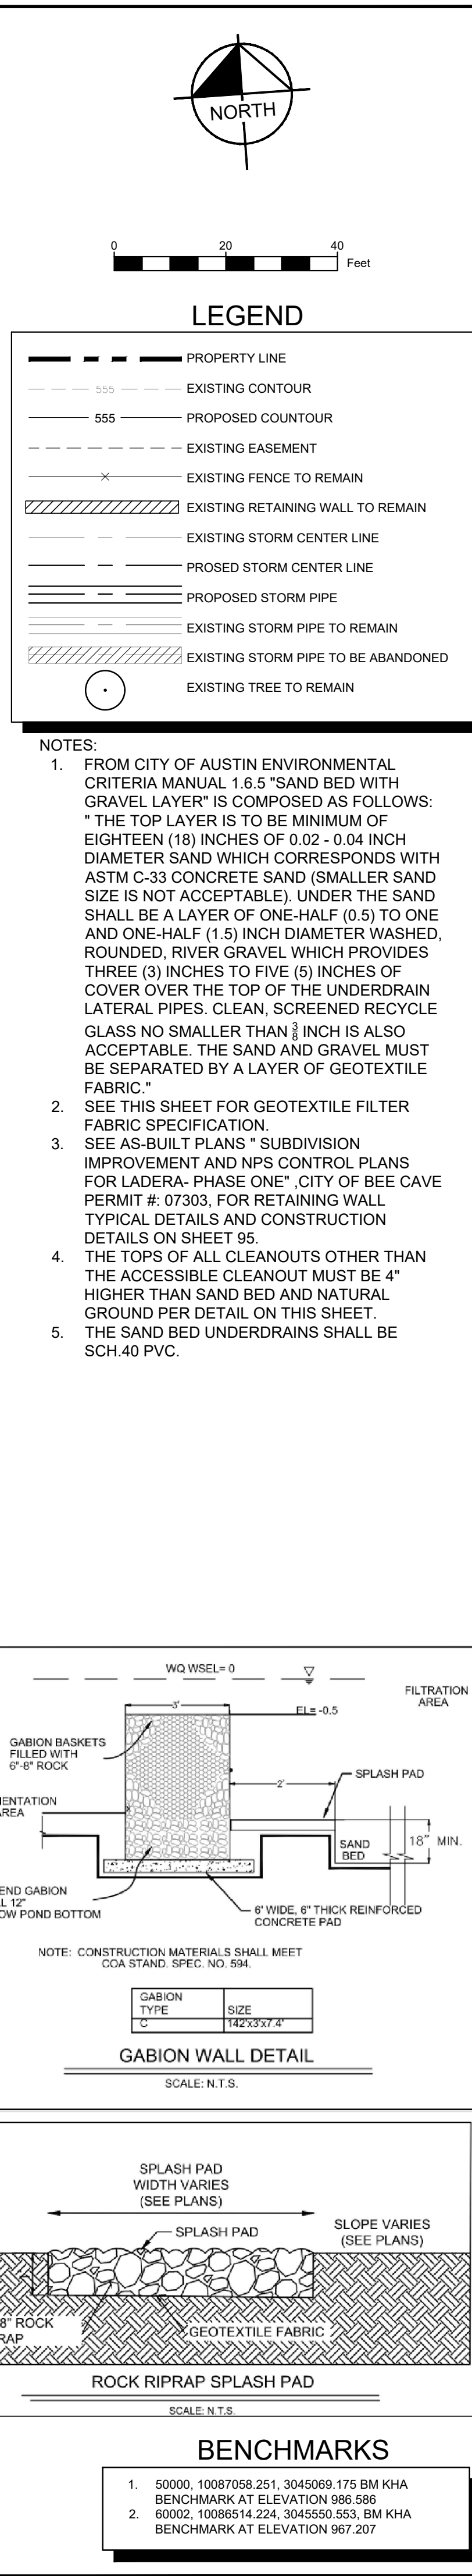 NORTH
0 20 40
Feet
LEGEND
PROPERTY LINE
555 EXISTING CONTOUR
555 PROPOSED COUNTOUR
EXISTING EASEMENT
EXISTING FENCE TO REMAIN
EXISTING RETAINING WALL TO REMAIN
EXISTING STORM CENTER LINE
PROSED STORM CENTER LINE
PROPOSED STORM PIPE
EXISTING STORM PIPE TO REMAIN
EXISTING STORM PIPE TO BE ABANDONED
EXISTING TREE TO REMAIN
NOTES:
1. FROM CITY OF AUSTIN ENVIRONMENTAL
CRITERIA MANUAL 1.6.5 "SAND BED WITH
GRAVEL LAYER" IS COMPOSED AS FOLLOWS:
" THE TOP LAYER IS TO BE MINIMUM OF
EIGHTEEN (18) INCHES OF 0.02 - 0.04 INCH
DIAMETER SAND WHICH CORRESPONDS WITH
ASTM C-33 CONCRETE SAND (SMALLER SAND
SIZE IS NOT ACCEPTABLE). UNDER THE SAND
SHALL BE A LAYER OF ONE-HALF (0.5) TO ONE
AND ONE-HALF (1.5) INCH DIAMETER WASHED,
ROUNDED, RIVER GRAVEL WHICH PROVIDES
THREE (3) INCHES TO FIVE (5) INCHES OF
COVER OVER THE TOP OF THE UNDERDRAIN
LATERAL PIPES. CLEAN, SCREENED RECYCLE
GLASS NO SMALLER THAN 3/8 INCH IS ALSO
ACCEPTABLE. THE SAND AND GRAVEL MUST
BE SEPARATED BY A LAYER OF GEOTEXTILE
FABRIC."
2. SEE THIS SHEET FOR GEOTEXTILE FILTER
FABRIC SPECIFICATION.
3. SEE AS-BUILT PLANS " SUBDIVISION
IMPROVEMENT AND NPS CONTROL PLANS
FOR LADERA- PHASE ONE" ,CITY OF BEE CAVE
PERMIT #: 07303, FOR RETAINING WALL
TYPICAL DETAILS AND CONSTRUCTION
DETAILS ON SHEET 95.
4. THE TOPS OF ALL CLEANOUTS OTHER THAN
THE ACCESSIBLE CLEANOUT MUST BE 4"
HIGHER THAN SAND BED AND NATURAL
GROUND PER DETAIL ON THIS SHEET.
5. THE SAND BED UNDERDRAINS SHALL BE
SCH.40 PVC.
WQ WSEL= 0
FILTRATION
AREA
3'
EL= -0.5
GABION BASKETS
FILLED WITH
6"-8" ROCK
2'
SPLASH PAD
MENTATION
AREA
SAND
BED
18" MIN.
END GABION
L 12"
OW POND BOTTOM
6' WIDE, 6" THICK REINFORCED
CONCRETE PAD
NOTE: CONSTRUCTION MATERIALS SHALL MEET
COA STAND. SPEC. NO. 594.
GABION
TYPE SIZE
C 142'x3'x7.4'
GABION WALL DETAIL
SCALE: N.T.S.
SPLASH PAD
WIDTH VARIES
(SEE PLANS)
SPLASH PAD
SLOPE VARIES
(SEE PLANS)
8" ROCK
RAP
GEOTEXTILE FABRIC
ROCK RIPRAP SPLASH PAD
SCALE: N.T.S.
BENCHMARKS
1. 50000, 10087058.251, 3045069.175 BM KHA
BENCHMARK AT ELEVATION 986.586
2. 60002, 10086514.224, 3045550.553, BM KHA
BENCHMARK AT ELEVATION 967.207